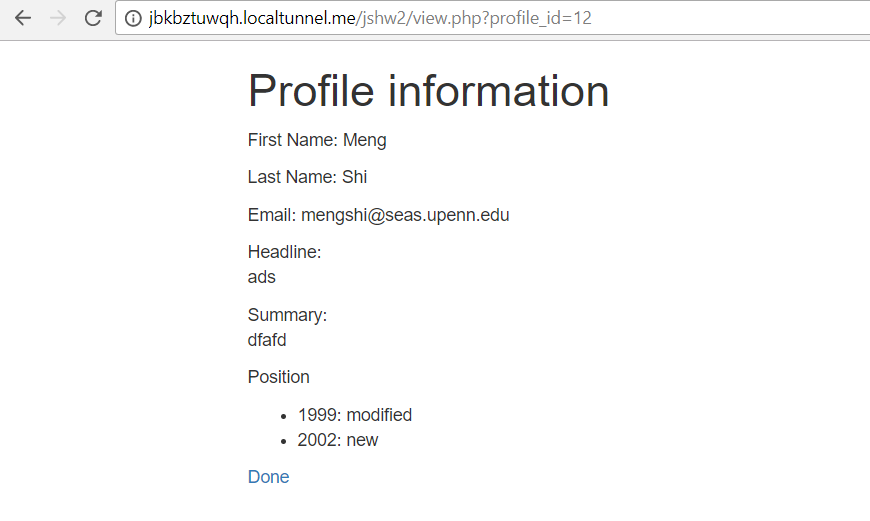 jbkbztuwqh.localtunnel.me/jshw2/view.php?profile_id=12
Profile information
First Name: Meng
Last Name: Shi
Email: mengshi@seas.upenn.edu
Headline:
ads
Summary:
dfafd
Position
• 1999: modified
• 2002: new
Done